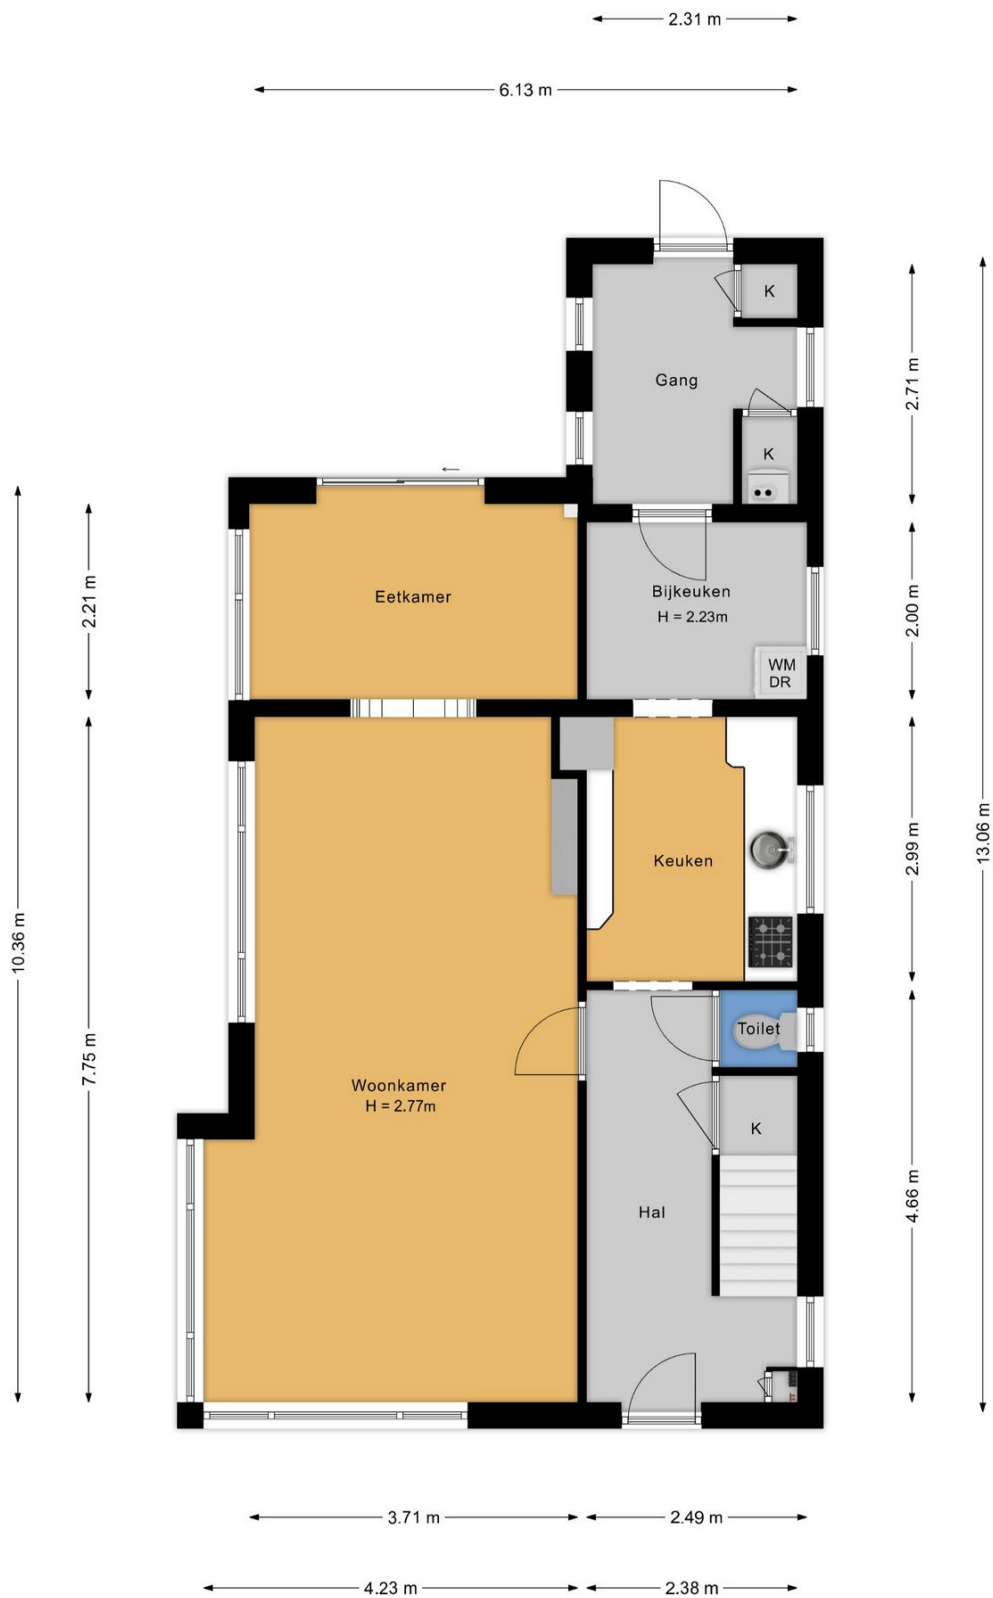 2.31 m
6.13 m
K
Gang
2.71 m
K
Eetkamer
2.21 m
Bijkeuken
H = 2.23m
2.00 m
WM
DR
Keuken
2.99 m
13.06 m
10.36 m
Toilet
7.75 m
Woonkamer
H = 2.77m
K
Hal
4.66 m
3.71 m
2.49 m
4.23 m
2.38 m